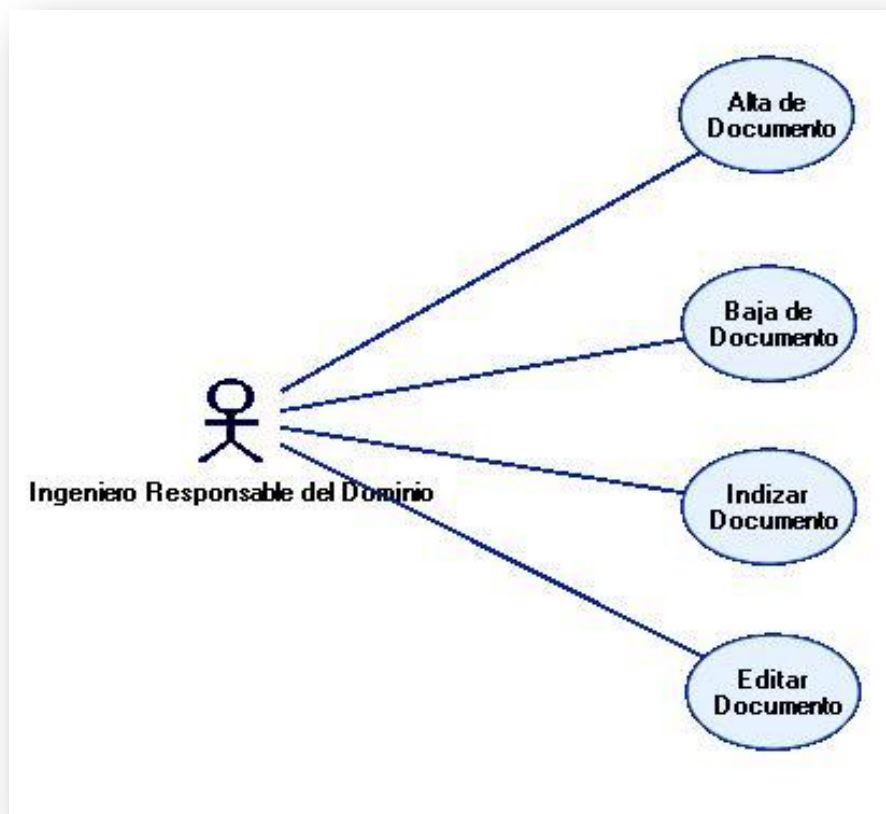 Alta de
Documento
Baja de
Documento
Ingeniero Responsable del Dominio
Indizar
Documento
Editar
Documento